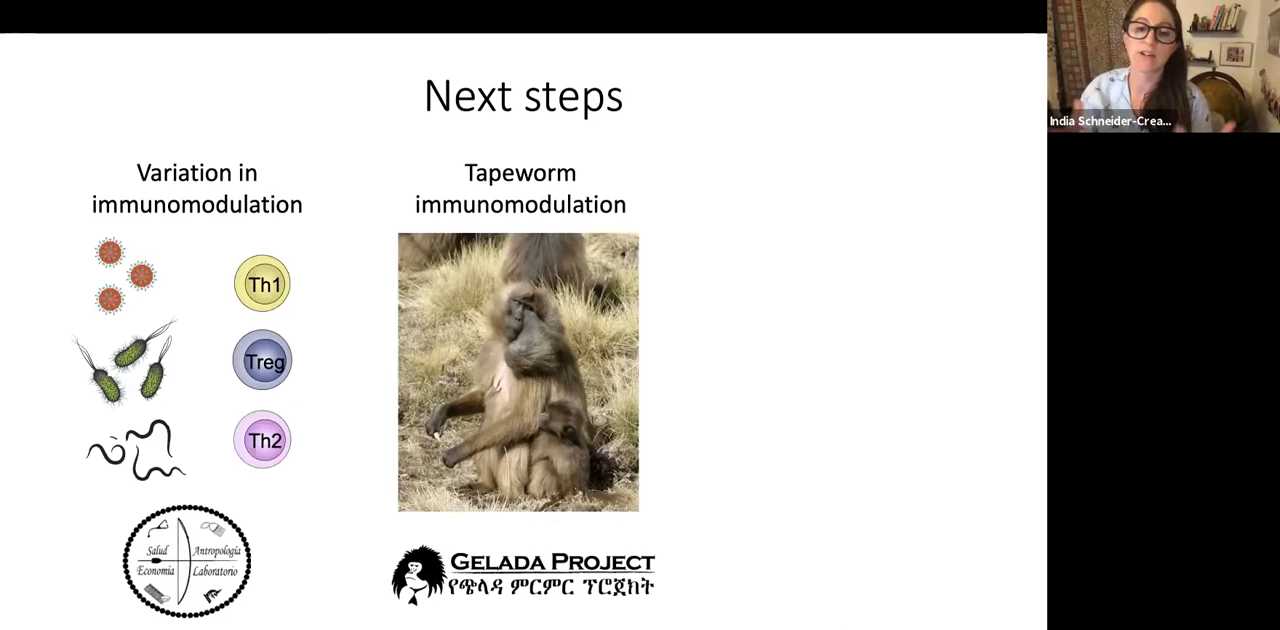 Next steps
Variation in
immunomodulation
Tapeworm
immunomodulation
Th1
Treg
Th2
Salud
Antropología
Economía
Laboratorio
GELADA PROJECT
የጭላዳ ምርምር ፕሮጀክት
India Schneider-Crea...